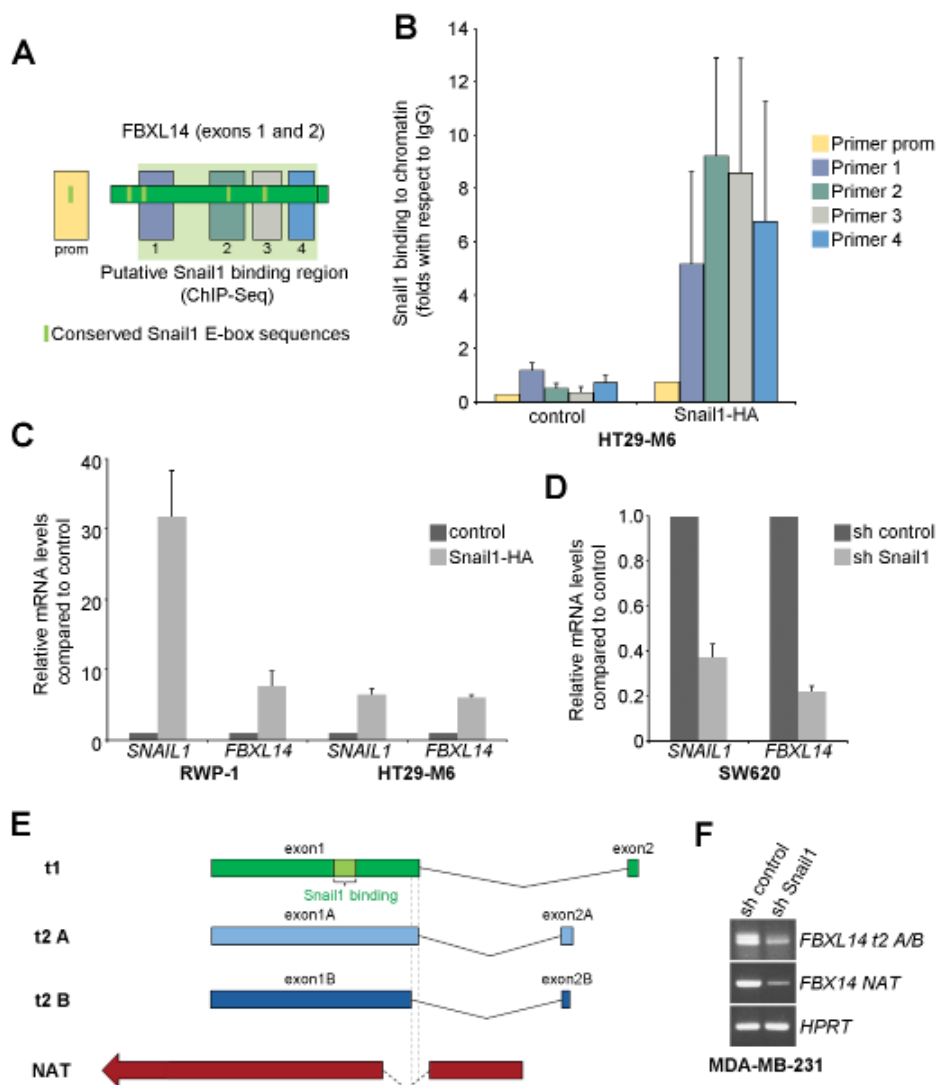 A
FBXL14 (exons 1 and 2)
prom
1
2
3
4
Putative Snail1 binding region
(ChIP-Seq)
Conserved Snail1 E-box sequences
B
Snail1 binding to chromatin
(folds with respect to IgG)
14
12
10
8
6
4
2
0
control
Snail1-HA
HT29-M6
Primer prom
Primer 1
Primer 2
Primer 3
Primer 4
C
Relative mRNA levels
compared to control
40
30
20
10
0
SNAIL1
FBXL14
SNAIL1
FBXL14
RWP-1
HT29-M6
control
Snail1-HA
D
Relative mRNA levels
compared to control
1.0
0.8
0.6
0.4
0.2
0
SNAIL1
FBXL14
SW620
sh control
sh Snail1
E
t1
exon1
exon2
Snail1 binding
t2 A
exon1A
exon2A
t2 B
exon1B
exon2B
NAT
F
sh control
sh Snail1
FBXL14 t2 A/B
FBX14 NAT
HPRT
MDA-MB-231